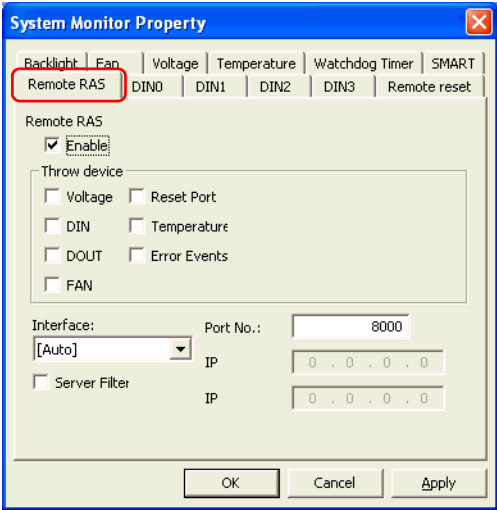 System Monitor Property
Backlight Fan Voltage Temperature Watchdog Timer SMART
Remote RAS DIN0 DIN1 DIN2 DIN3 Remote reset
Remote RAS
Enable
Throw device
Voltage Reset Port
DIN Temperature
DOUT Error Events
FAN
Interface: Port No.: 8000
[Auto]
IP 0 . 0 . 0 . 0
Server Filter
IP 0 . 0 . 0 . 0
OK Cancel Apply